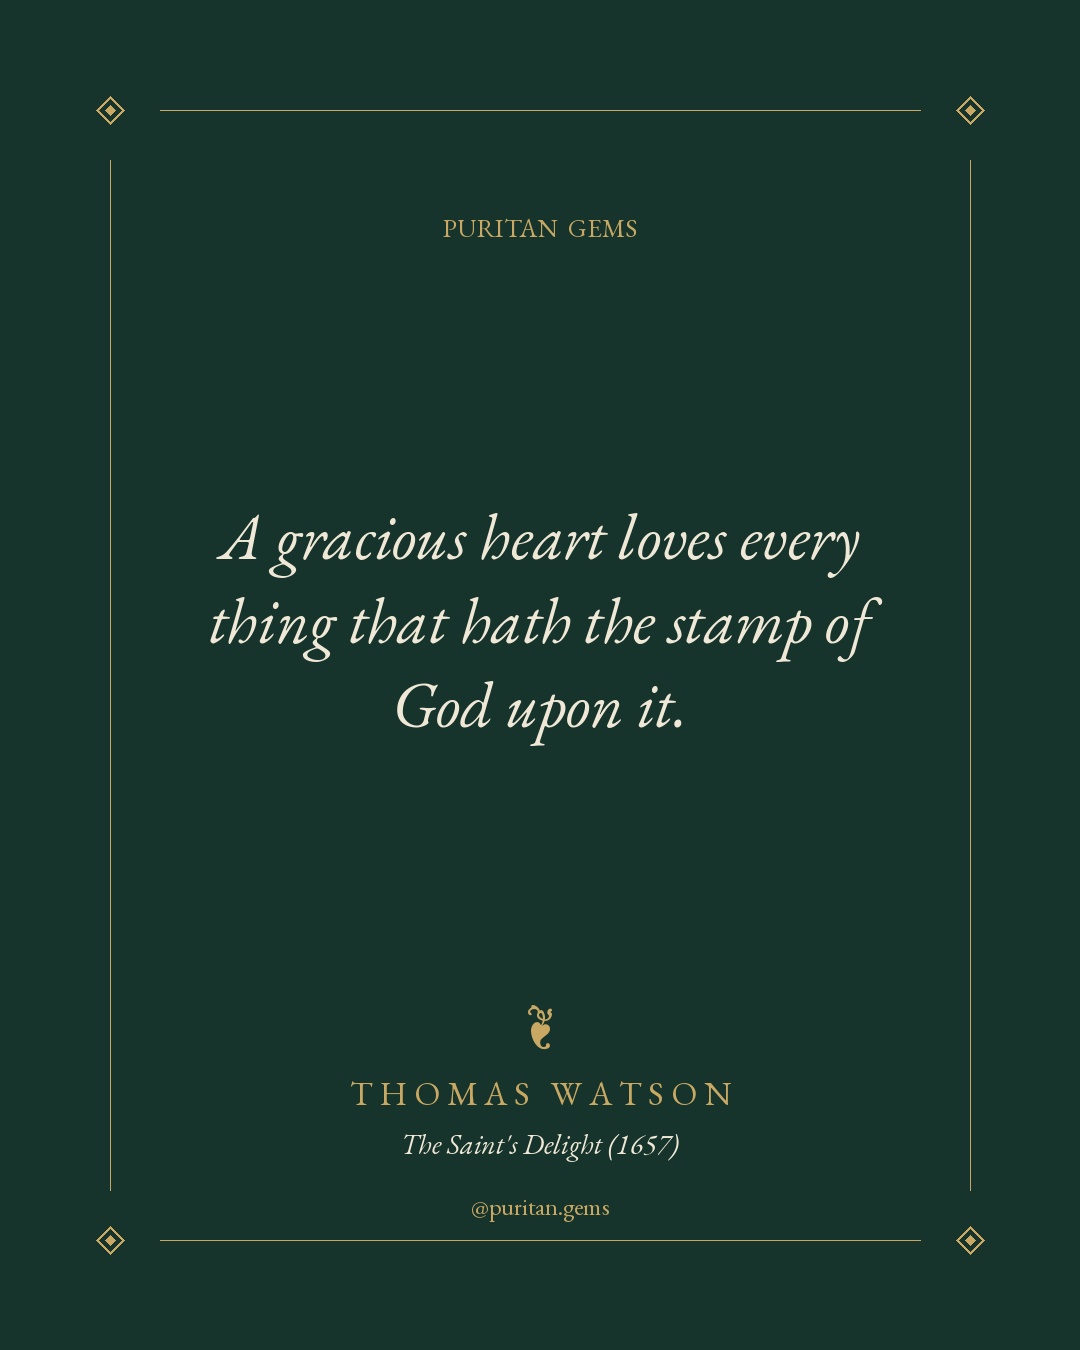 PURITAN GEMS
A gracious heart loves every
thing that hath the stamp of
God upon it.
THOMAS WATSON
The Saint's Delight (1657)
@puritan.gems